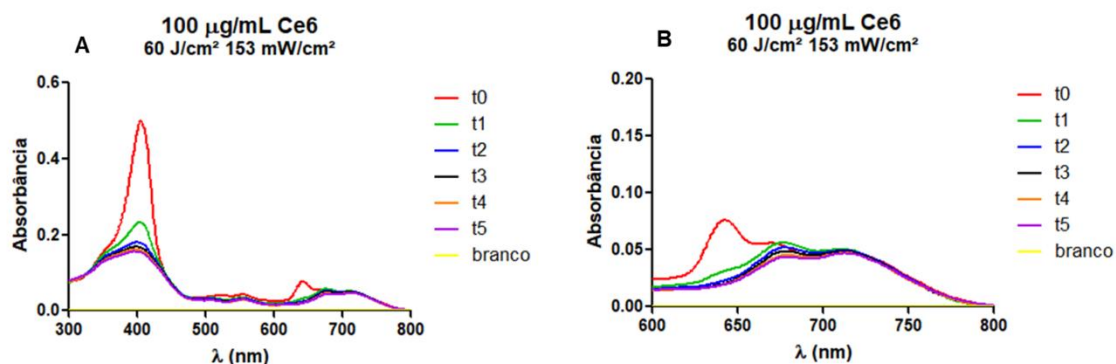 100 μg/mL Ce6
A
60 J/cm² 153 mW/cm²
0.6
0.4
0.2
0.0
Absorbância
300
400
500
600
700
800
λ (nm)
t0
t1
t2
t3
t4
t5
branco
100 μg/mL Ce6
B
60 J/cm² 153 mW/cm²
0.20
0.15
0.10
0.05
0.00
Absorbância
600
650
700
750
800
λ (nm)
t0
t1
t2
t3
t4
t5
branco